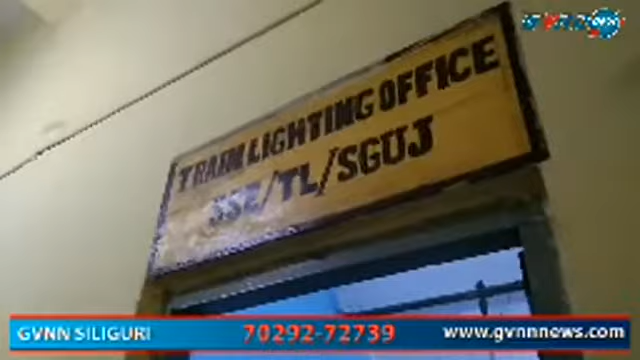 TRAIN LIGHTING OFFICE
SSE/TL/SGUJ
GVNN SILIGURI
70292-72739
www.gvnnnews.com